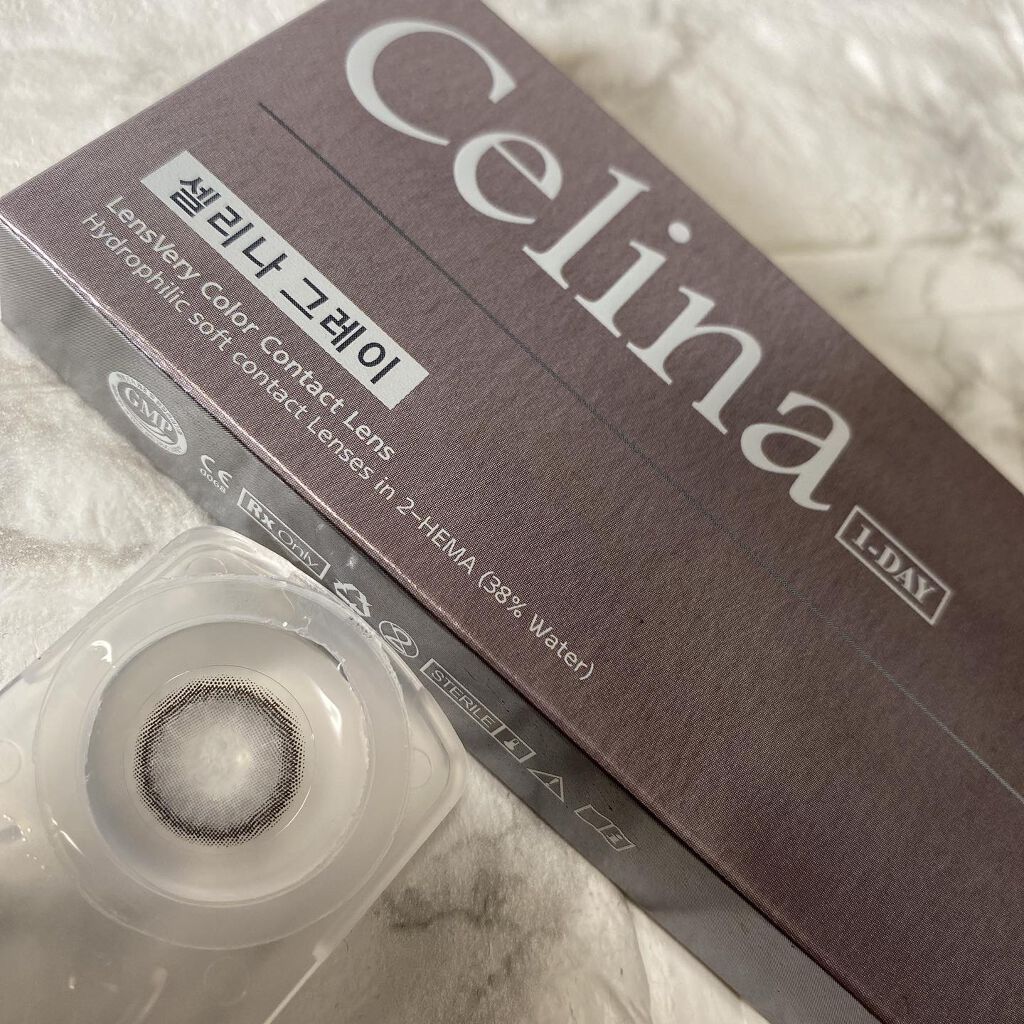 Celina
1-DAY
셀리나 그레이
LensVery Color Contact Lens
Hydrophilic soft contact Lenses in 2-HEMA (38% Water)
GMP
CE
0068
Rx Only
2
STERILE